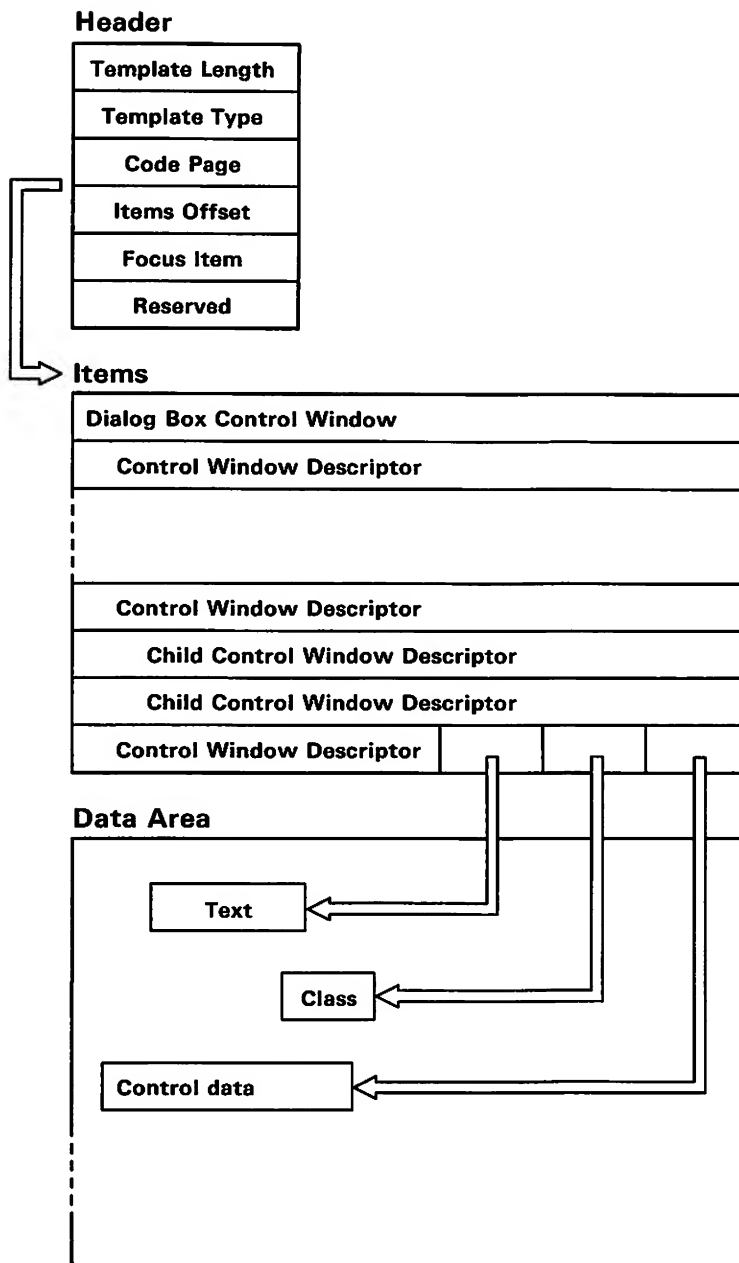 Header
Template Length
Template Type
Code Page
Items Offset
Focus Item
Reserved
Items
Dialog Box Control Window
Control Window Descriptor
Control Window Descriptor
Child Control Window Descriptor
Child Control Window Descriptor
Control Window Descriptor
Data Area
Text
Class
Control data